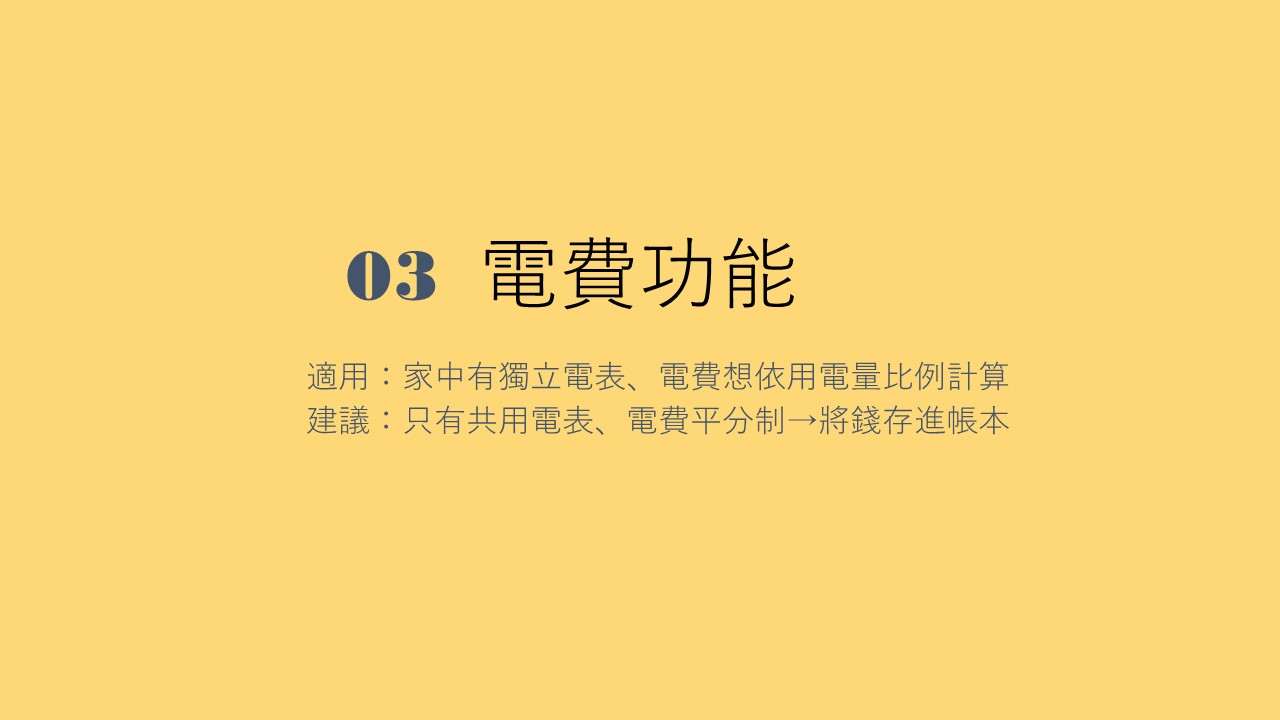 03 電費功能
適用：家中有獨立電表、電費想依用電量比例計算
建議：只有共用電表、電費平分制→將錢存進帳本